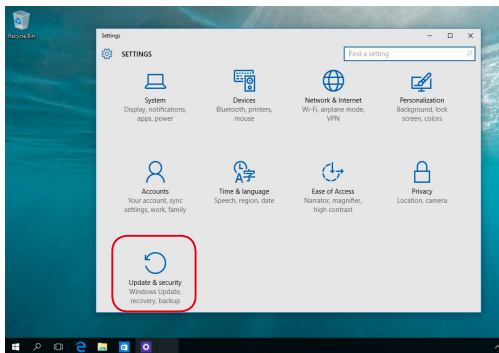 Recycle Bin
Settings
SETTINGS
Find a setting
System
Display, notifications,
apps, power
Devices
Bluetooth, printers,
mouse
Network & Internet
Wi-Fi, airplane mode,
VPN
Personalization
Background, lock
screen, colors
Accounts
Your account, sync
settings, work, family
A字
Time & language
Speech, region, date
Ease of Access
Narrator, magnifier,
high contrast
Privacy
Location, camera
Update & security
Windows Update,
recovery, backup